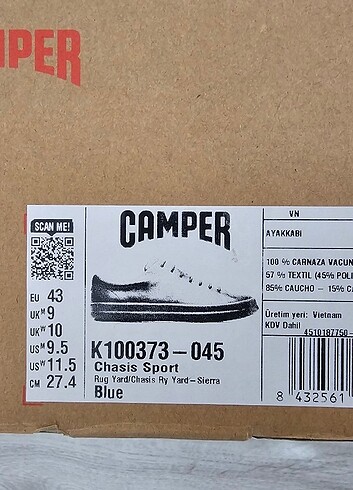 MPER
SCAN ME!
EU 43
UK M 9
UK W 10
US M 9.5
US W 11.5
CM 27.4
CAMPER
K100373-045
Chasis Sport
Rug Yard/Chasis Ry Yard-Sierra
Blue
VN
AYAKKABI
100 % CARNAZA VACUN
57 % TEXTIL (45% POLI
85% CAUCHO - 15% CA
Üretim yeri: Vietnam
KDV Dahil
4510187750-
8 432561